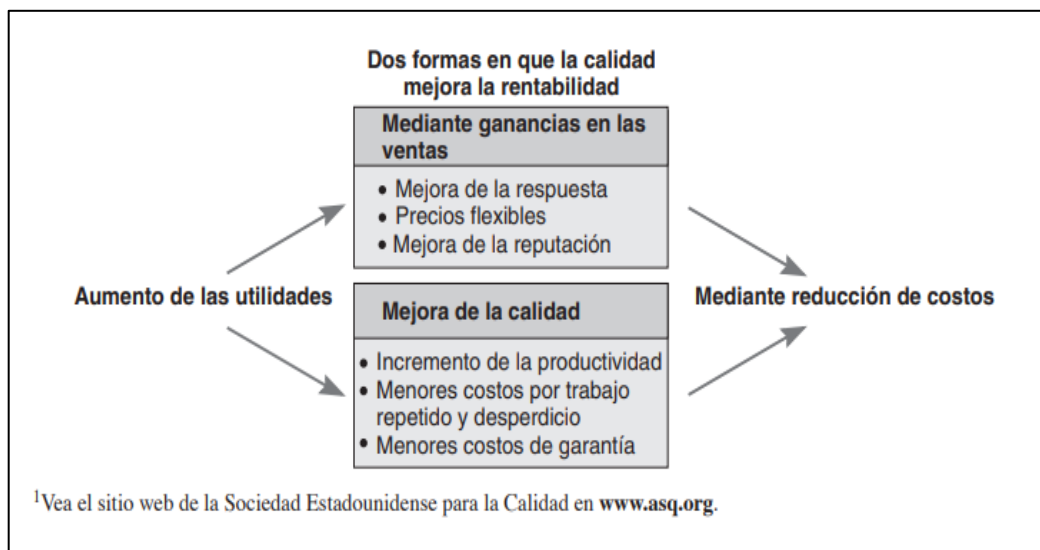 Dos formas en que la calidad
mejora la rentabilidad
Mediante ganancias en las
ventas
• Mejora de la respuesta
• Precios flexibles
• Mejora de la reputación
Aumento de las utilidades
Mejora de la calidad
• Incremento de la productividad
• Menores costos por trabajo
repetido y desperdicio
• Menores costos de garantía
Mediante reducción de costos
¹Vea el sitio web de la Sociedad Estadounidense para la Calidad en www.asq.org.